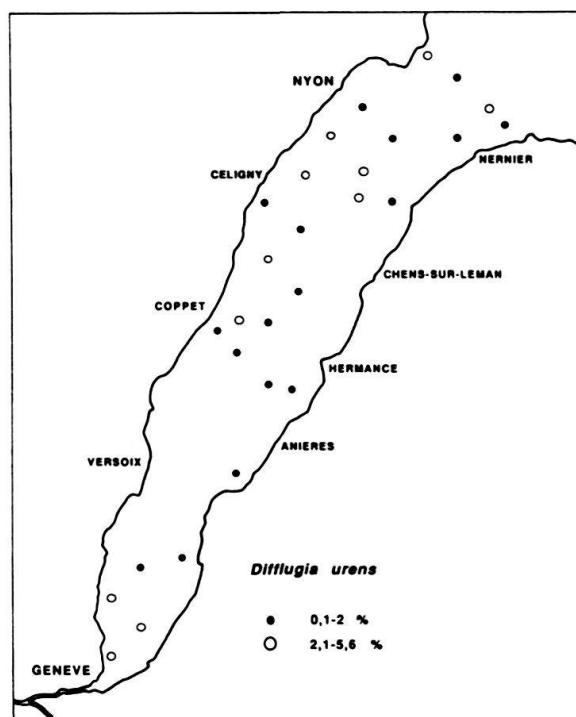 NYON
NERNIER
CELIGNY
CHENS-SUR-LEMAN
COPPET
HERMANCE
ANIERES
VERSOIX
Difflugia urens
0,1-2 %
2,1-5,6 %
GENEVE